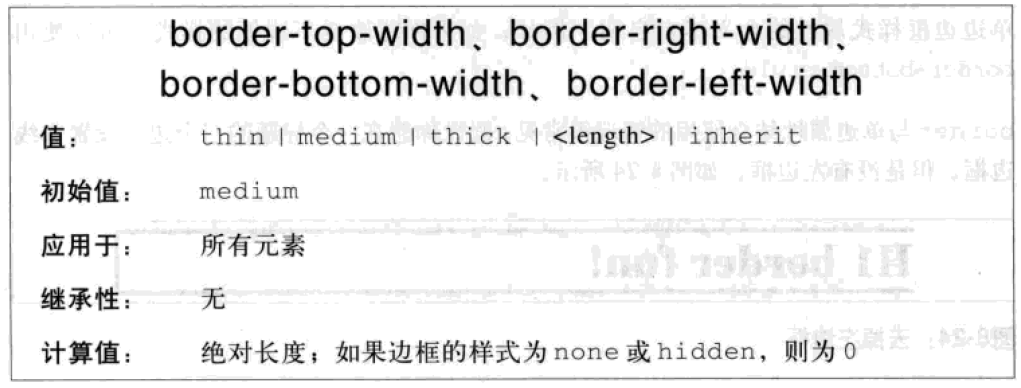 border-top-width、border-right-width、
border-bottom-width、border-left-width
值： thin | medium | thick | <length> | inherit
初始值： medium
应用于： 所有元素
继承性： 无
计算值： 绝对长度；如果边框的样式为 none 或 hidden，则为 0